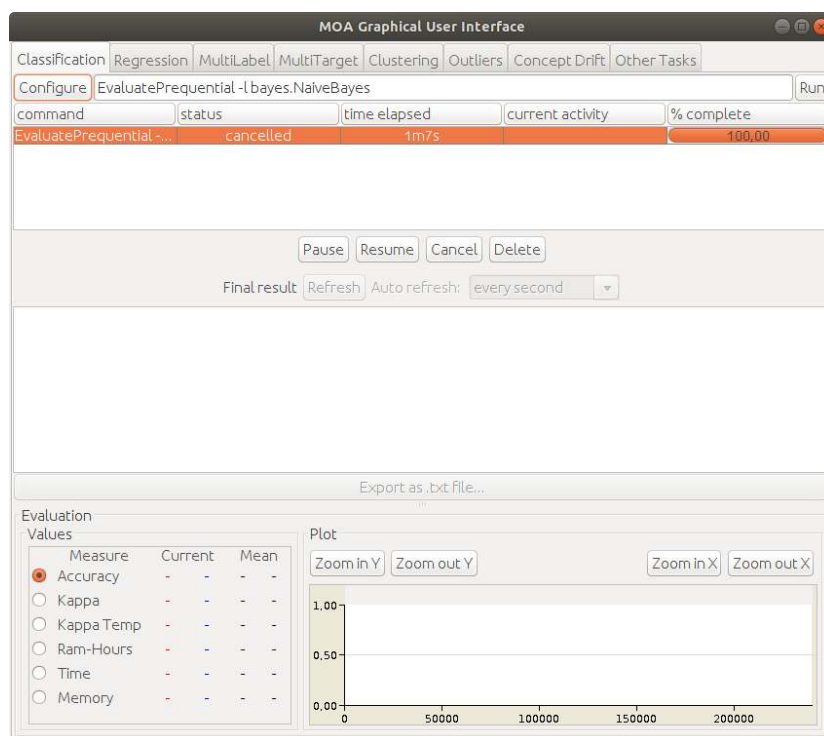 MOA Graphical User Interface
Classification Regression MultiLabel MultiTarget Clustering Outliers Concept Drift Other Tasks
Configure EvaluatePrequential -l bayes.NaiveBayes Run
command status time elapsed current activity % complete
EvaluatePrequential -... cancelled 1m7s 100,00
Pause Resume Cancel Delete
Final result Refresh Auto refresh: every second
Export as .txt file...
Evaluation
Values Plot
Measure Current Mean
Zoom in Y Zoom out Y Zoom in X Zoom out X
Accuracy - - - -
Kappa - - - -
Kappa Temp - - - -
Ram-Hours - - - -
Time - - - -
Memory - - - -
1,00
0,50
0,00
0 50000 100000 150000 200000